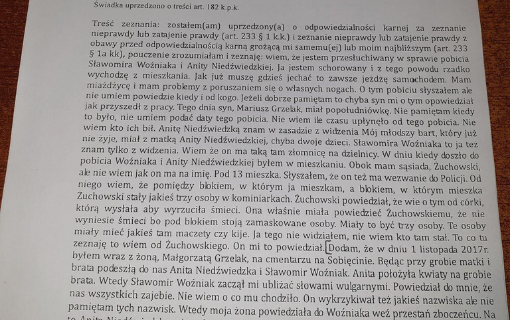 Świadka uprzedzono o treści art. 182 k.p.k.
Treść zeznania: zostałem(am) uprzedzony(a) o odpowiedzialności karnej za zeznanie
nieprawdy lub zatajenie prawdy (art. 233 § 1 k.k.) i zeznanie nieprawdy lub zatajenie prawdy z
obawy przed odpowiedzialnością karną grożącą mi samemu(ej) lub moim najbliższym (art. 233
§ 1a kk), pouczenie zrozumiałam i zeznaję: wiem, że jestem przesłuchiwany w sprawie pobicia
Sławomira Woźniaka i Anity Niedźwiedzkiej. Ja jestem schorowany i z tego powodu rzadko
wychodzę z mieszkania. Jak już muszę gdzieś jechać to zawsze jeżdżę samochodem. Mam
miażdżycę i mam problemy z poruszaniem się o własnych nogach. O tym pobiciu słyszałem ale
nie umiem powiedzie kiedy i od kogo. Jeżeli dobrze pamiętam to chyba syn mi o tym opowiedział
jak przyszedł z pracy. Tego dnia syn, Mariusz Grzelak, miał popołudniówkę. Nie pamiętam kiedy
to było, nie umiem podać daty tego pobicia. Nie wiem ile czasu upłynęło od tego pobicia. Nie
wiem kto ich bił. Anitę Niedźwiedzką znam w zasadzie z widzenia Mój młodszy bart, który już
nie żyje, miał z matką Anity Niedźwiedzkiej, chyba dwoje dzieci. Sławomira Woźniaka to ja też
znam tylko z widzenia. Wiem że on ma taką tam złomnicę na dzielnicy. W dniu kiedy doszło do
pobicia Woźniaka i Anity Niedźwiedzkiej byłem w mieszkaniu. Obok mam sąsiada, Żuchowski,
ale nie wiem jak on ma na imię. Pod 13 mieszka. Słyszałem, że on też ma wezwanie do Policji. Od
niego wiem, że pomiędzy blokiem, w którym ja mieszkam, a blokiem, w którym mieszka
Żuchowski stały jakieś trzy osoby w kominiarkach. Żuchowski powiedział, że wie o tym od córki,
którą wysłała aby wyrzuciła śmieci. Ona właśnie miała powiedzieć Żuchowskiemu, że nie
wyniesie śmieci bo pod blokiem stoją zamaskowane osoby. Miały to być trzy osoby. Te osoby
miały mieć jakieś tam maczety czy kije. Ja tego nie widziałem, nie wiem kto tam stał. To co tu
zeznaję to wiem od Żuchowskiego. On mi to powiedział. Dodam, że w dniu 1 listopada 2017r.
byłem wraz z żoną, Małgorzatą Grzelak, na cmentarzu na Sobięcinie. Będąc przy grobie matki i
brata podeszłą do nas Anita Niedźwiedzka i Sławomir Woźniak. Anita położyła kwiaty na grobie
brata. Wtedy Sławomir Woźniak zaczął mi ubliżać słowami wulgarnymi. Powiedział do mnie, że
nas wszystkich zajebie. Nie wiem o co mu chodziło. On wykrzykiwał też jakieś nazwiska ale nie
pamiętam tych nazwisk. Wtedy moja żona powiedziała do Woźniaka weź przestań zboczeńcu. Na
to Anita